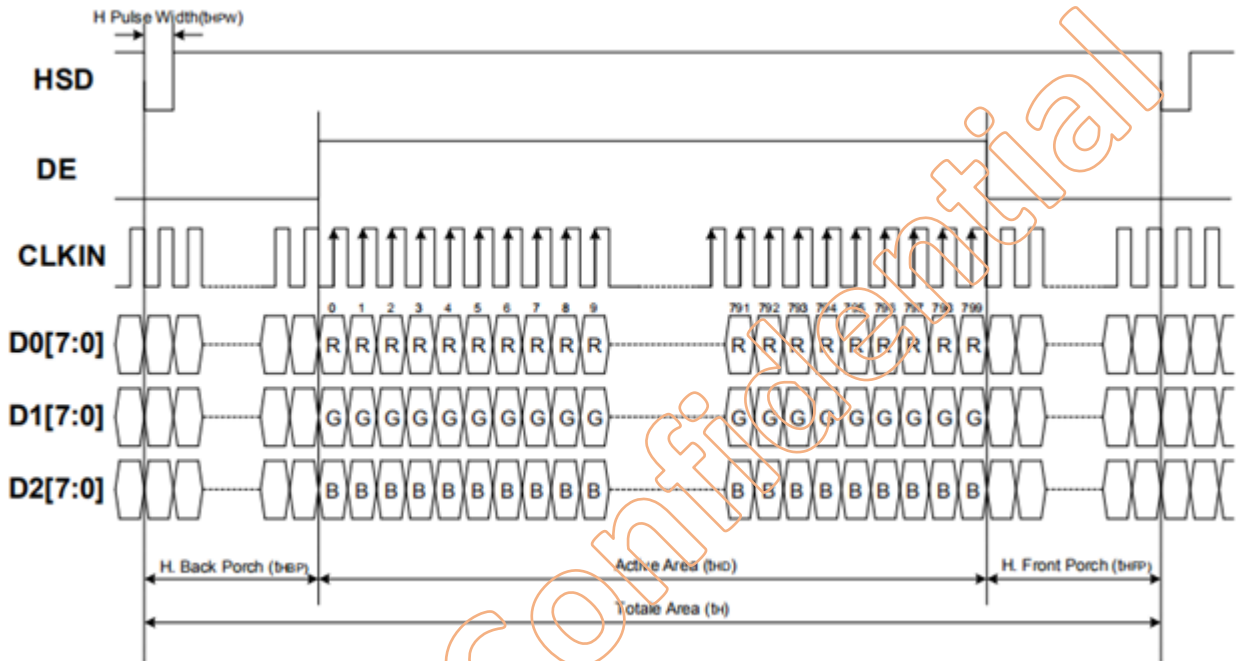 H Pulse Width(tHPW)
HSD
DE
CLKIN
0 1 2 3 4 5 6 7 8 9 791 792 793 794 795 796 797 798 799
D0[7:0] R R R R R R R R R R R R R R R R R R R
D1[7:0] G G G G G G G G G G G G G G G G G G G
D2[7:0] B B B B B B B B B B B B B B B B B B B
H. Back Porch (tHBP) Active Area (tHD) H. Front Porch (tHFP)
Totale Area (tH)
Confidential